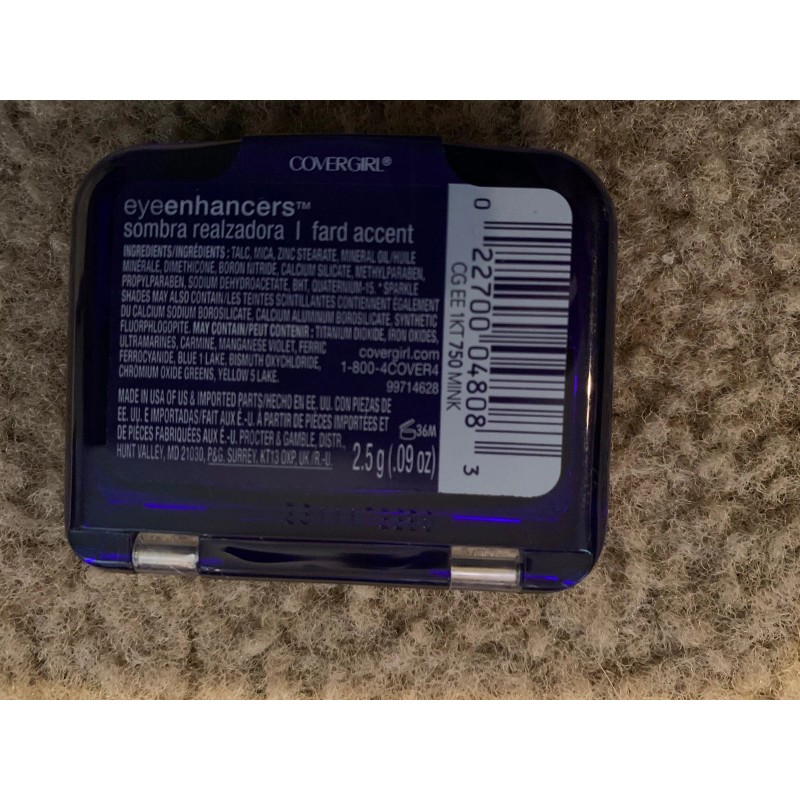 COVERGIRL®
eyeenhancers™
sombra realzadora | fard accent
INGREDIENTS/INGRÉDIENTS : TALC, MICA, ZINC STEARATE, MINERAL OIL/HUILE
MINÉRALE, DIMETHICONE, BORON NITRIDE, CALCIUM SILICATE, METHYLPARABEN,
PROPYLPARABEN, SODIUM DEHYDROACETATE, BHT, QUATERNIUM-15. * SPARKLE
SHADES MAY ALSO CONTAIN/LES TEINTES SCINTILLANTES CONTIENNENT ÉGALEMENT
DU CALCIUM SODIUM BOROSILICATE, CALCIUM ALUMINUM BOROSILICATE, SYNTHETIC
FLUORPHLOGOPITE. MAY CONTAIN/PEUT CONTENIR : TITANIUM DIOXIDE, IRON OXIDES,
ULTRAMARINES, CARMINE, MANGANESE VIOLET, FERRIC
FERROCYANIDE, BLUE 1 LAKE, BISMUTH OXYCHLORIDE,
CHROMIUM OXIDE GREENS, YELLOW 5 LAKE.
covergirl.com
1-800-4COVER4
99714628
MADE IN USA OF US & IMPORTED PARTS/HECHO EN EE. UU. CON PIEZAS DE
EE. UU. E IMPORTADAS/FAIT AUX É.-U. À PARTIR DE PIÈCES IMPORTÉES ET
DE PIÈCES FABRIQUÉES AUX É.-U. PROCTER & GAMBLE, DISTR.,
HUNT VALLEY, MD 21030, P&G. SURREY, KT13 OXP, UK /R.-U.
36M
2.5 g (.09 oz)
0 22700 04808 3
CG EE 1KT 750 MINK